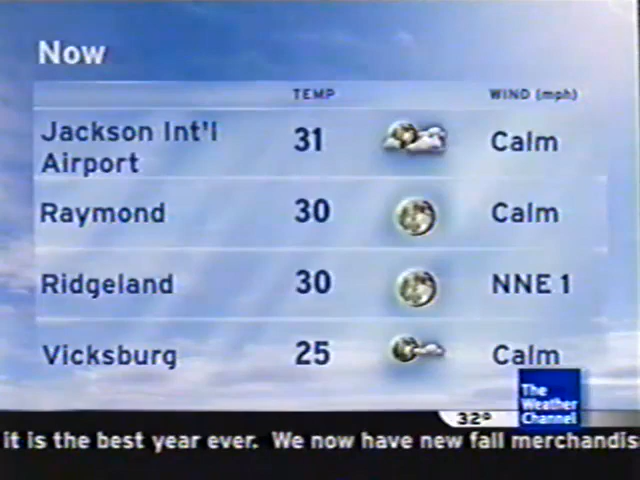 Now
TEMP WIND (mph)
Jackson Int'l
Airport 31 Calm
Raymond 30 Calm
Ridgeland 30 NNE 1
Vicksburg 25 Calm
The
Weather
Channel
32°
it is the best year ever. We now have new fall merchandis